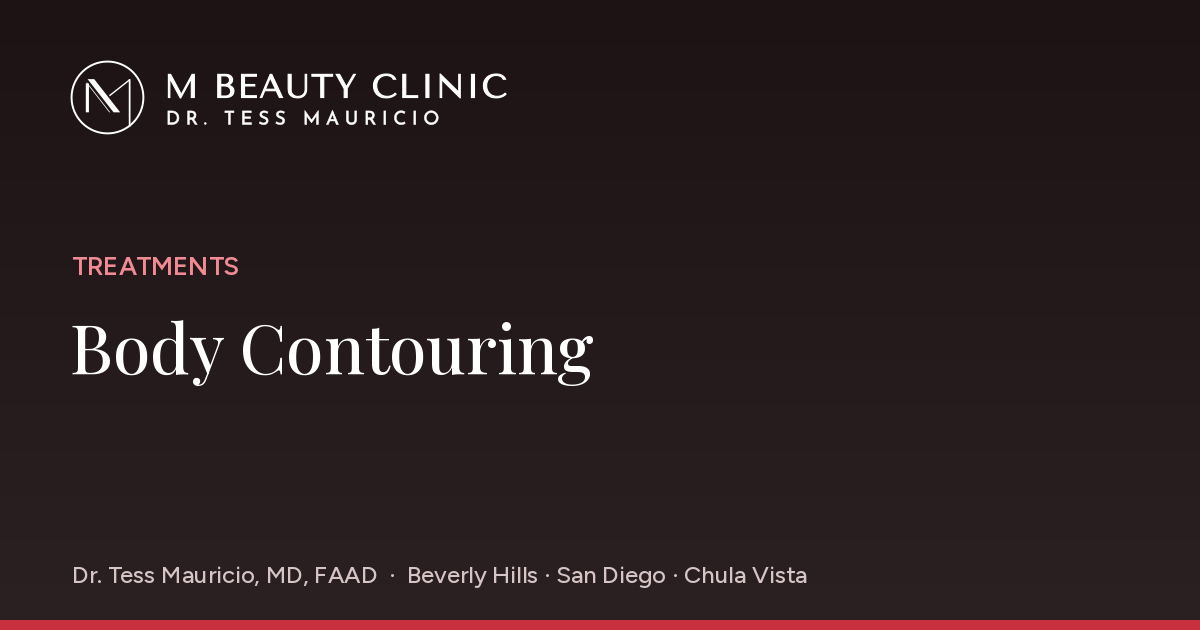 M BEAUTY CLINIC
DR. TESS MAURICIO
TREATMENTS
Body Contouring
Dr. Tess Mauricio, MD, FAAD · Beverly Hills · San Diego · Chula Vista